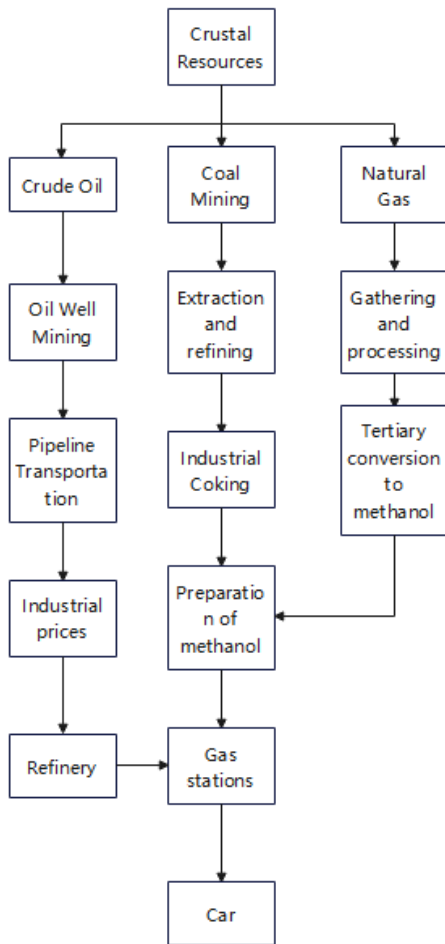 Crustal
Resources
Crude Oil
Coal
Mining
Natural
Gas
Oil Well
Mining
Extraction
and
refining
Gathering
and
processing
Pipeline
Transporta
tion
Industrial
Coking
Tertiary
conversion
to
methanol
Industrial
prices
Preparatio
n of
methanol
Refinery
Gas
stations
Car